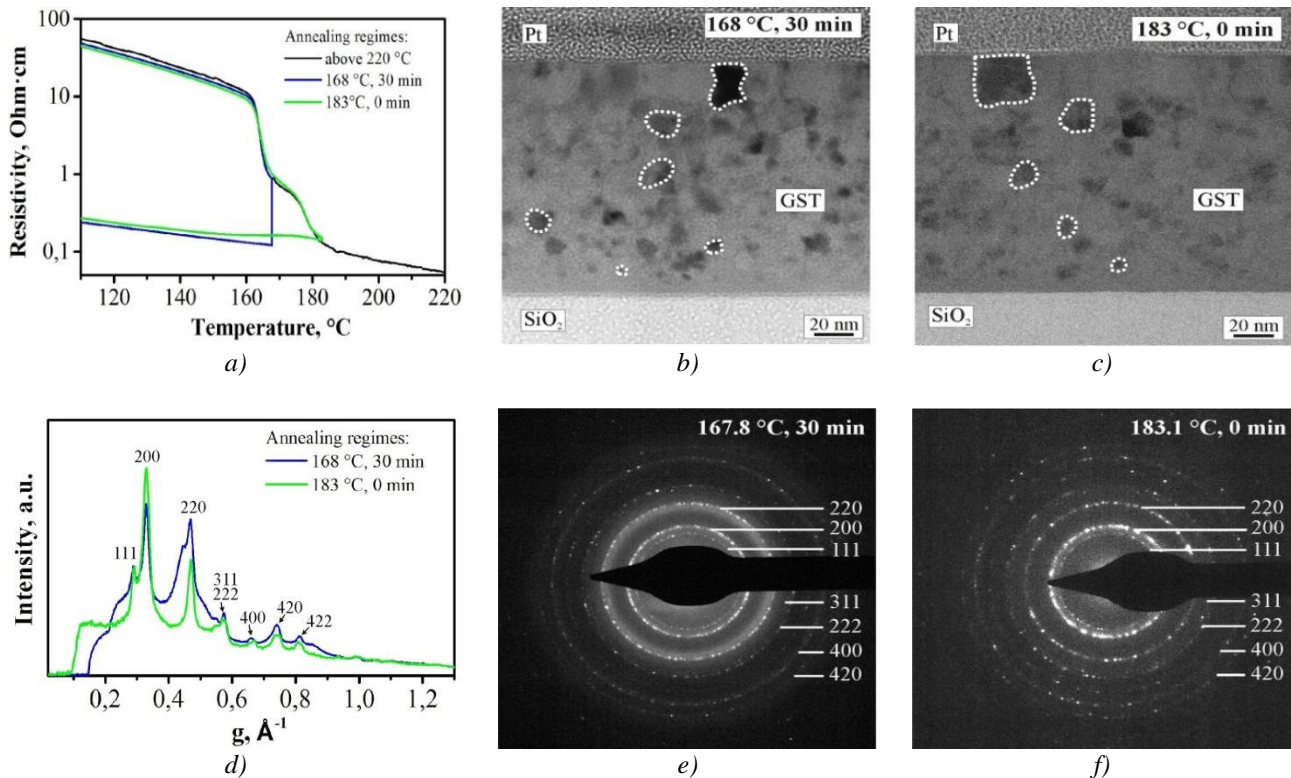 100
10
1
0,1
Resistivity, Ohm·cm
Annealing regimes:
above 220 °C
168 °C, 30 min
183°C, 0 min
120 140 160 180 200 220
Temperature, °C
a)
Pt
168 °C, 30 min
GST
SiO₂
20 nm
b)
Pt
183 °C, 0 min
GST
SiO₂
20 nm
c)
Intensity, a.u.
Annealing regimes:
168 °C, 30 min
183 °C, 0 min
200
220
111
311
222
400
420
422
0,2 0,4 0,6 0,8 1,0 1,2
g, Å⁻¹
d)
167.8 °C, 30 min
220
200
111
311
222
400
420
e)
183.1 °C, 0 min
220
200
111
311
222
400
420
f)